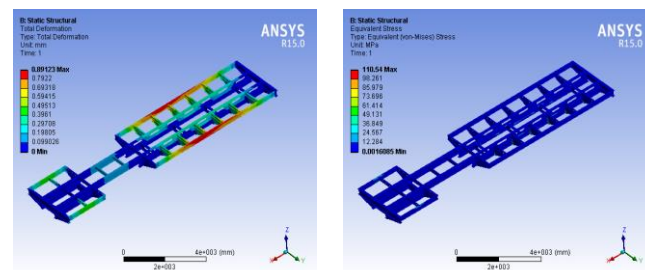 B: Static Structural
Total Deformation
Type: Total Deformation
Unit: mm
Time: 1
ANSYS
R15.0
0.89123 Max
0.7922
0.69318
0.59415
0.49513
0.3961
0.29708
0.19805
0.099026
0 Min
0
4e+003 (mm)
2e+003
Z
X
Y
B: Static Structural
Equivalent Stress
Type: Equivalent (von-Mises) Stress
Unit: MPa
Time: 1
ANSYS
R15.0
110.54 Max
98.261
85.979
73.696
61.414
49.131
36.849
24.567
12.284
0.0016085 Min
0
4e+003 (mm)
2e+003
Z
X
Y